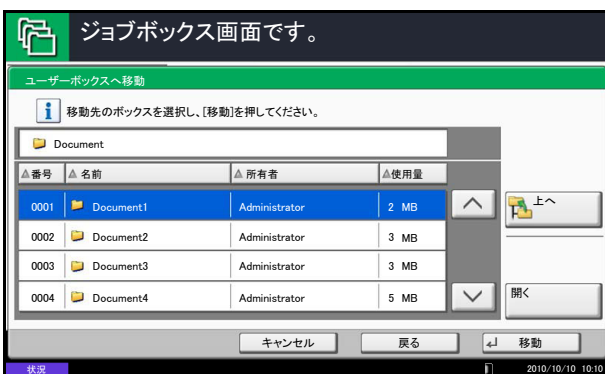 ジョブボックス画面です。
ユーザーボックスへ移動
移動先のボックスを選択し、[移動]を押してください。
Document
番号 名前 所有者 使用量
0001 Document1 Administrator 2 MB
0002 Document2 Administrator 3 MB
0003 Document3 Administrator 3 MB
0004 Document4 Administrator 5 MB
上へ
開く
キャンセル 戻る 移動
状況 2010/10/10 10:10